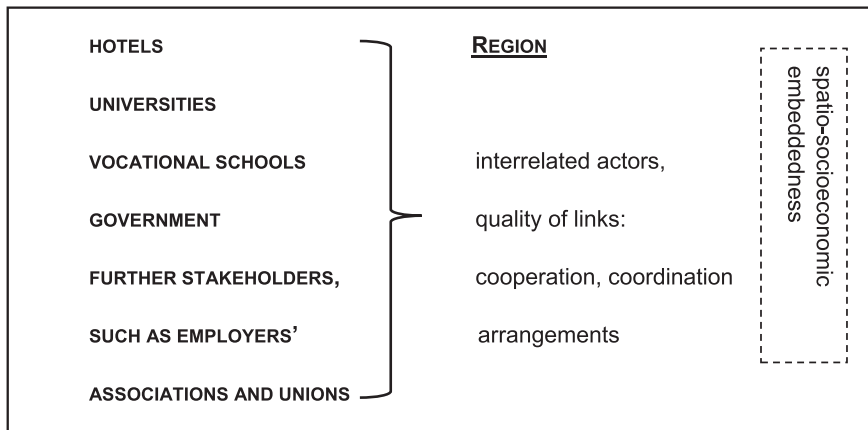 HOTELS
UNIVERSITIES
VOCATIONAL SCHOOLS
GOVERNMENT
FURTHER STAKEHOLDERS,
SUCH AS EMPLOYERS’
ASSOCIATIONS AND UNIONS
REGION
interrelated actors,
quality of links:
cooperation, coordination
arrangements
spatio-socioeconomic
embeddedness